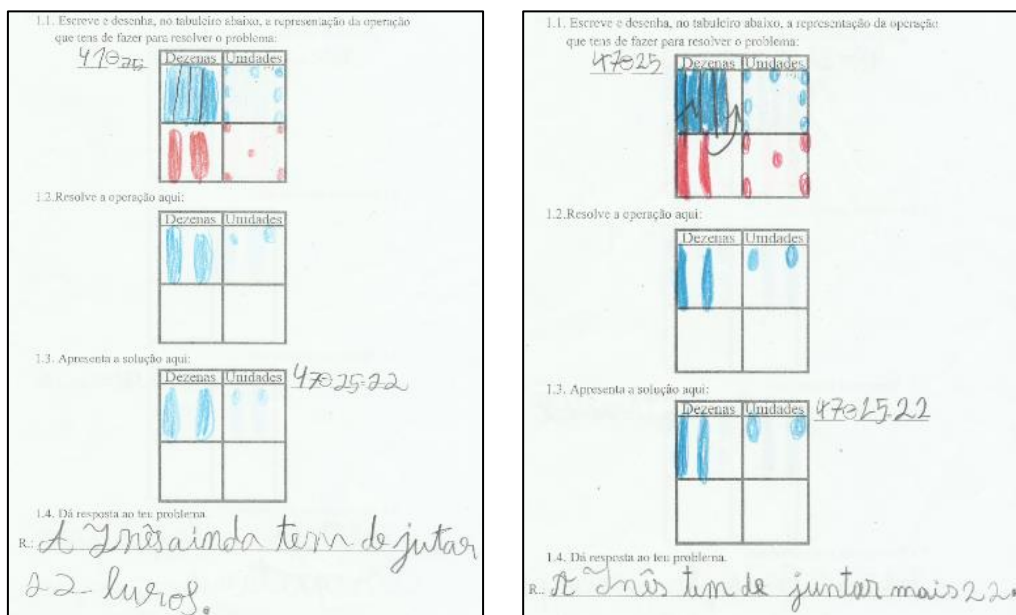 1.1. Escreve e desenha, no tabuleiro abaixo, a representação da operação
que tens de fazer para resolver o problema:
47⊖25
Dezenas Unidades
1.2.Resolve a operação aqui:
Dezenas Unidades
1.3. Apresenta a solução aqui:
Dezenas Unidades
47⊖25=22
1.4. Dá resposta ao teu problema.
R.: A Inês ainda tem de jutar
22
1.1. Escreve e desenha, no tabuleiro abaixo, a representação da operação
que tens de fazer para resolver o problema:
47⊖25
Dezenas Unidades
1.2.Resolve a operação aqui:
Dezenas Unidades
1.3. Apresenta a solução aqui:
Dezenas Unidades
47⊖25 22
1.4. Dá resposta ao teu problema.
R.. A Inês tem de juntar mais 22.